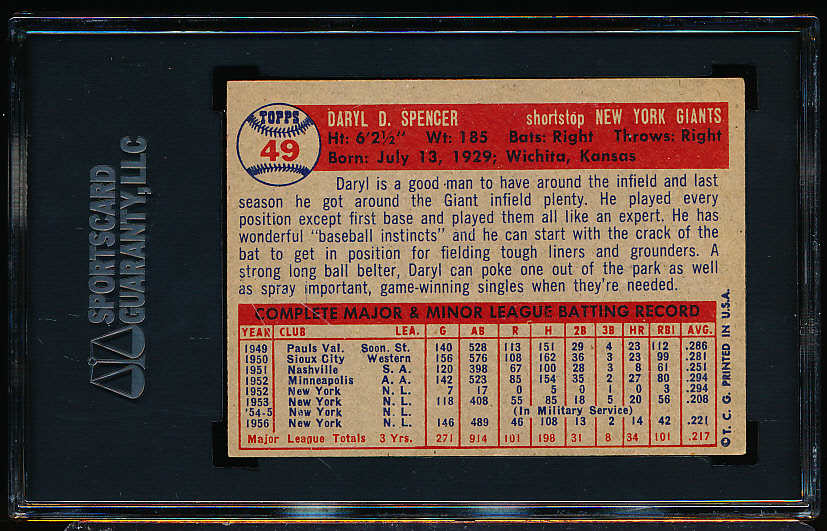 SPORTSCARD
GUARANTY, LLC
TOPPS
49
DARYL D. SPENCER shortstop NEW YORK GIANTS
Ht: 6'2½" Wt: 185 Bats: Right Throws: Right
Born: July 13, 1929; Wichita, Kansas
Daryl is a good man to have around the infield and last
season he got around the Giant infield plenty. He played every
position except first base and played them all like an expert. He has
wonderful "baseball instincts" and he can start with the crack of the
bat to get in position for fielding tough liners and grounders. A
strong long ball belter, Daryl can poke one out of the park as well
as spray important, game-winning singles when they're needed.
COMPLETE MAJOR & MINOR LEAGUE BATTING RECORD
YEAR CLUB LEA. G AB R H 2B 3B HR RBI AVG.
1949 Pauls Val. Soon. St. 140 528 113 151 29 4 23 112 .286
1950 Sioux City Western 156 576 108 162 36 3 23 99 .281
1951 Nashville S. A. 120 398 67 100 28 3 8 61 .251
1952 Minneapolis A. A. 142 523 85 154 35 2 27 80 .294
1952 New York N. L. 7 17 0 5 0 1 0 3 .294
1953 New York N. L. 118 408 55 85 18 5 20 56 .208
'54-5 New York N. L. (In Military Service)
1956 New York N. L. 146 489 46 108 13 2 14 42 .221
Major League Totals 3 Yrs. 271 914 101 198 31 8 34 101 .217
©T. C. G. PRINTED IN U.S.A.